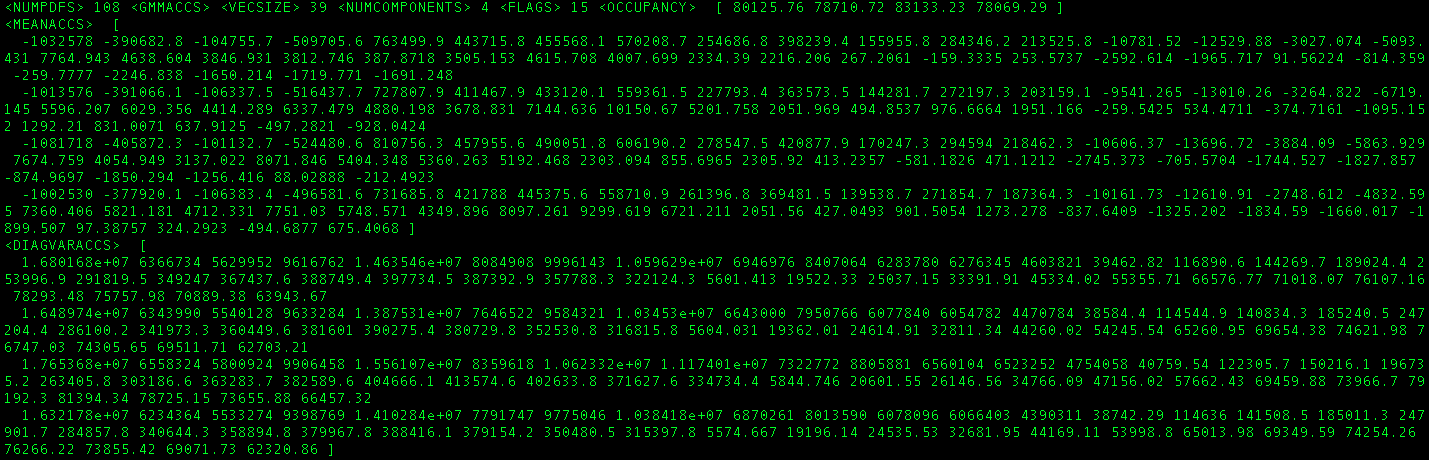 <NUMPDFS> 108 <GMMACCS> <VECSIZE> 39 <NUMCOMPONENTS> 4 <FLAGS> 15 <OCCUPANCY>  [ 80125.76 78710.72 83133.23 78069.29 ]
<MEANACCS>  [
  -1032578 -390682.8 -104755.7 -509705.6 763499.9 443715.8 455568.1 570208.7 254686.8 398239.4 155955.8 284346.2 213525.8 -10781.52 -12529.88 -3027.074 -5093.
431 7764.943 4638.604 3846.931 3812.746 387.8718 3505.153 4615.708 4007.699 2334.39 2216.206 267.2061 -159.3335 253.5737 -2592.614 -1965.717 91.56224 -814.359
 -259.7777 -2246.838 -1650.214 -1719.771 -1691.248
  -1013576 -391066.1 -106337.5 -516437.7 727807.9 411467.9 433120.1 559361.5 227793.4 363573.5 144281.7 272197.3 203159.1 -9541.265 -13010.26 -3264.822 -6719.
145 5596.207 6029.356 4414.289 6337.479 4880.198 3678.831 7144.636 10150.67 5201.758 2051.969 494.8537 976.6664 1951.166 -259.5425 534.4711 -374.7161 -1095.15
2 1292.21 831.0071 637.9125 -497.2821 -928.0424
  -1081718 -405872.3 -101132.7 -524480.6 810756.3 457955.6 490051.8 606190.2 278547.5 420877.9 170247.3 294594 218462.3 -10606.37 -13696.72 -3884.09 -5863.929
 7674.759 4054.949 3137.022 8071.846 5404.348 5360.263 5192.468 2303.094 855.6965 2305.92 413.2357 -581.1826 471.1212 -2745.373 -705.5704 -1744.527 -1827.857 
-874.9697 -1850.294 -1256.416 88.02888 -212.4923
  -1002530 -377920.1 -106383.4 -496581.6 731685.8 421788 445375.6 558710.9 261396.8 369481.5 139538.7 271854.7 187364.3 -10161.73 -12610.91 -2748.612 -4832.59
5 7360.406 5821.181 4712.331 7751.03 5748.571 4349.896 8097.261 9299.619 6721.211 2051.56 427.0493 901.5054 1273.278 -837.6409 -1325.202 -1834.59 -1660.017 -1
899.507 97.38757 324.2923 -494.6877 675.4068 ]
<DIAGVARACCS>  [
  1.680168e+07 6366734 5629952 9616762 1.463546e+07 8084908 9996143 1.059629e+07 6946976 8407064 6283780 6276345 4603821 39462.82 116890.6 144269.7 189024.4 2
53996.9 291819.5 349247 367437.6 388749.4 397734.5 387392.9 357788.3 322124.3 5601.413 19522.33 25037.15 33391.91 45334.02 55355.71 66576.77 71018.07 76107.16
 78293.48 75757.98 70889.38 63943.67
  1.648974e+07 6343990 5540128 9633284 1.387531e+07 7646522 9584321 1.03453e+07 6643000 7950766 6077840 6054782 4470784 38584.4 114544.9 140834.3 185240.5 247
204.4 286100.2 341973.3 360449.6 381601 390275.4 380729.8 352530.8 316815.8 5604.031 19362.01 24614.91 32811.34 44260.02 54245.54 65260.95 69654.38 74621.98 7
6747.03 74305.65 69511.71 62703.21
  1.765368e+07 6558324 5800924 9906458 1.556107e+07 8359618 1.062332e+07 1.117401e+07 7322772 8805881 6560104 6523252 4754058 40759.54 122305.7 150216.1 19673
5.2 263405.8 303186.6 363283.7 382589.6 404666.1 413574.6 402633.8 371627.6 334734.4 5844.746 20601.55 26146.56 34766.09 47156.02 57662.43 69459.88 73966.7 79
192.3 81394.34 78725.15 73655.88 66457.32
  1.632178e+07 6234364 5533274 9398769 1.410284e+07 7791747 9775046 1.038418e+07 6870261 8013590 6078096 6066403 4390311 38742.29 114636 141508.5 185011.3 247
901.7 284857.8 340644.3 358894.8 379967.8 388416.1 379154.2 350480.5 315397.8 5574.667 19196.14 24535.53 32681.95 44169.11 53998.8 65013.98 69349.59 74254.26
76266.22 73855.42 69071.73 62320.86 ]